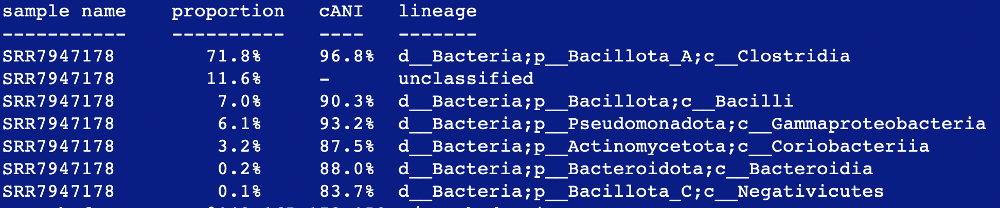 sample name    proportion   cANI   lineage
-----------    ----------   ----   -------
SRR7947178     71.8%     96.8%  d__Bacteria;p__Bacillota_A;c__Clostridia
SRR7947178     11.6%     -      unclassified
SRR7947178      7.0%     90.3%  d__Bacteria;p__Bacillota;c__Bacilli
SRR7947178      6.1%     93.2%  d__Bacteria;p__Pseudomonadota;c__Gammaproteobacteria
SRR7947178      3.2%     87.5%  d__Bacteria;p__Actinomycetota;c__Coriobacteriia
SRR7947178      0.2%     88.0%  d__Bacteria;p__Bacteroidota;c__Bacteroidia
SRR7947178      0.1%     83.7%  d__Bacteria;p__Bacillota_C;c__Negativicutes